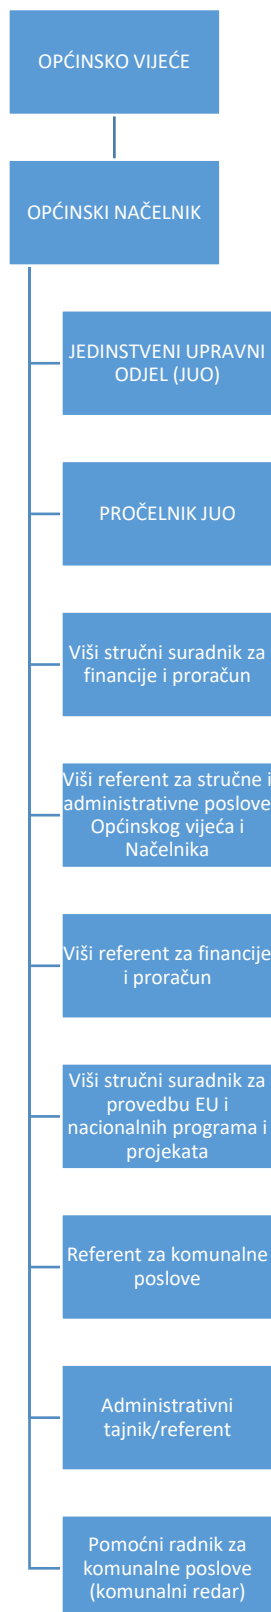 OPĆINSKO VIJEĆE
OPĆINSKI NAČELNIK
JEDINSTVENI UPRAVNI
ODJEL (JUO)
PROČELNIK JUO
Viši stručni suradnik za
financije i proračun
Viši referent za stručne i
administrativne poslove
Općinskog vijeća i
Načelnika
Viši referent za financije
i proračun
Viši stručni suradnik za
provedbu EU i
nacionalnih programa i
projekata
Referent za komunalne
poslove
Administrativni
tajnik/referent
Pomoćni radnik za
komunalne poslove
(komunalni redar)